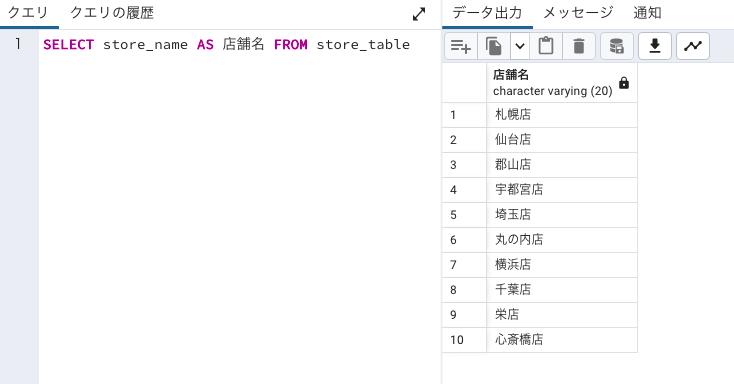 クエリ クエリの履歴
1 SELECT store_name AS 店舗名 FROM store_table
データ出力 メッセージ 通知
店舗名
character varying (20)
1 札幌店
2 仙台店
3 郡山店
4 宇都宮店
5 埼玉店
6 丸の内店
7 横浜店
8 千葉店
9 栄店
10 心斎橋店